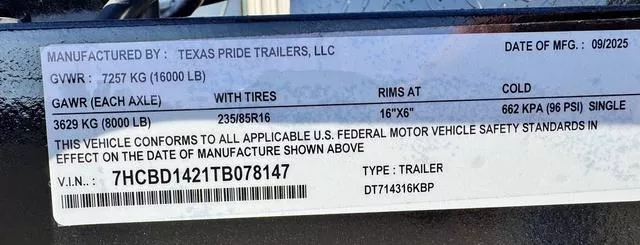 MANUFACTURED BY : TEXAS PRIDE TRAILERS, LLC DATE OF MFG. : 09/2025
GVWR : 7257 KG (16000 LB)
GAWR (EACH AXLE) WITH TIRES RIMS AT COLD
3629 KG (8000 LB) 235/85R16 16"X6" 662 KPA (96 PSI) SINGLE
THIS VEHICLE CONFORMS TO ALL APPLICABLE U.S. FEDERAL MOTOR VEHICLE SAFETY STANDARDS IN
EFFECT ON THE DATE OF MANUFACTURE SHOWN ABOVE
V.I.N.. : 7HCBD1421TB078147 TYPE : TRAILER
DT714316KBP